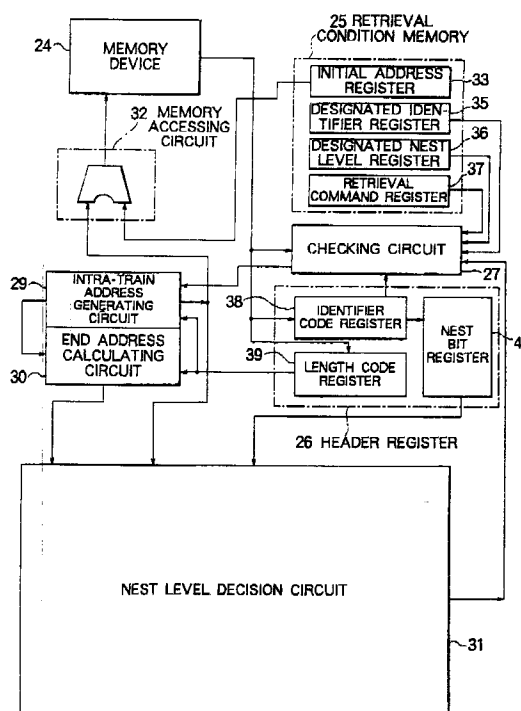 25 RETRIEVAL
CONDITION MEMORY
24
MEMORY
DEVICE
INITIAL ADDRESS
REGISTER
33
35
DESIGNATED IDEN-
TIFIER REGISTER
36
DESIGNATED NEST
LEVEL REGISTER
37
RETRIEVAL
COMMAND REGISTER
32 MEMORY
ACCESSING
CIRCUIT
CHECKING CIRCUIT
27
29
INTRA-TRAIN
ADDRESS
GENERATING
CIRCUIT
END ADDRESS
CALCULATING
CIRCUIT
30
38
IDENTIFIER
CODE REGISTER
39
LENGTH CODE
REGISTER
NEST
BIT
REGISTER
4
26 HEADER REGISTER
NEST LEVEL DECISION CIRCUIT
31